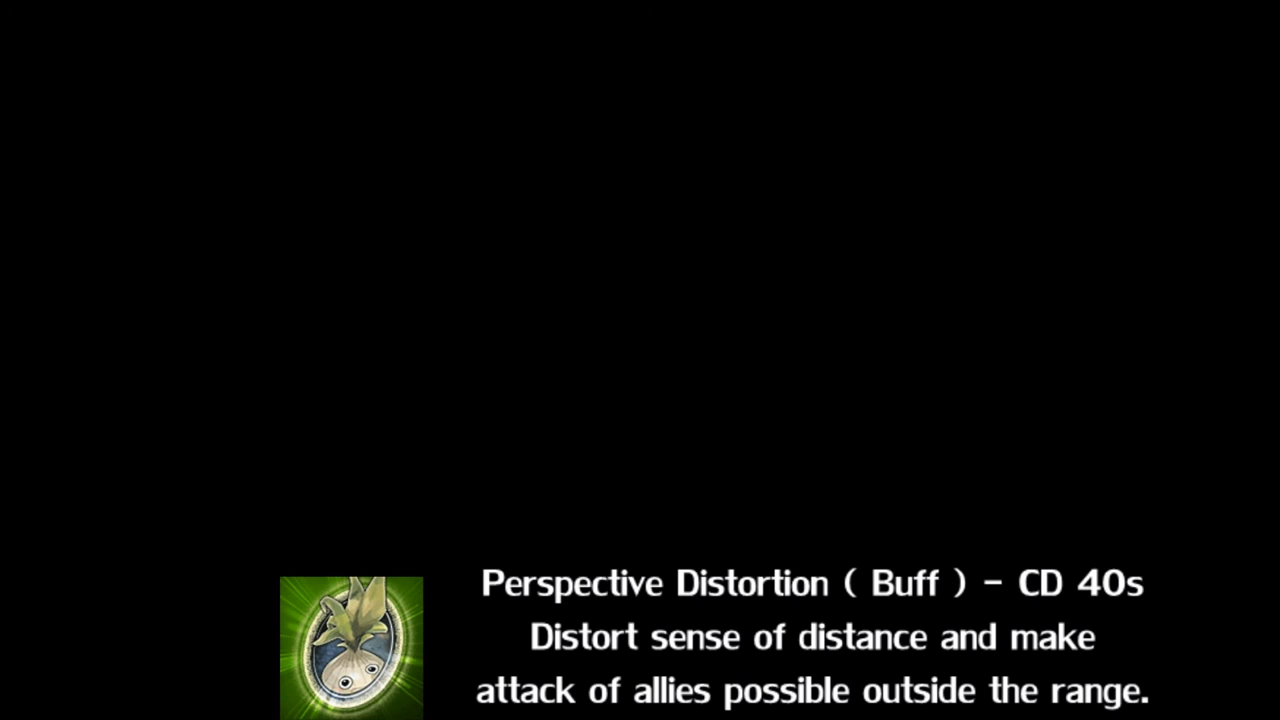 Perspective Distortion ( Buff ) - CD 40s
Distort sense of distance and make
attack of allies possible outside the range.